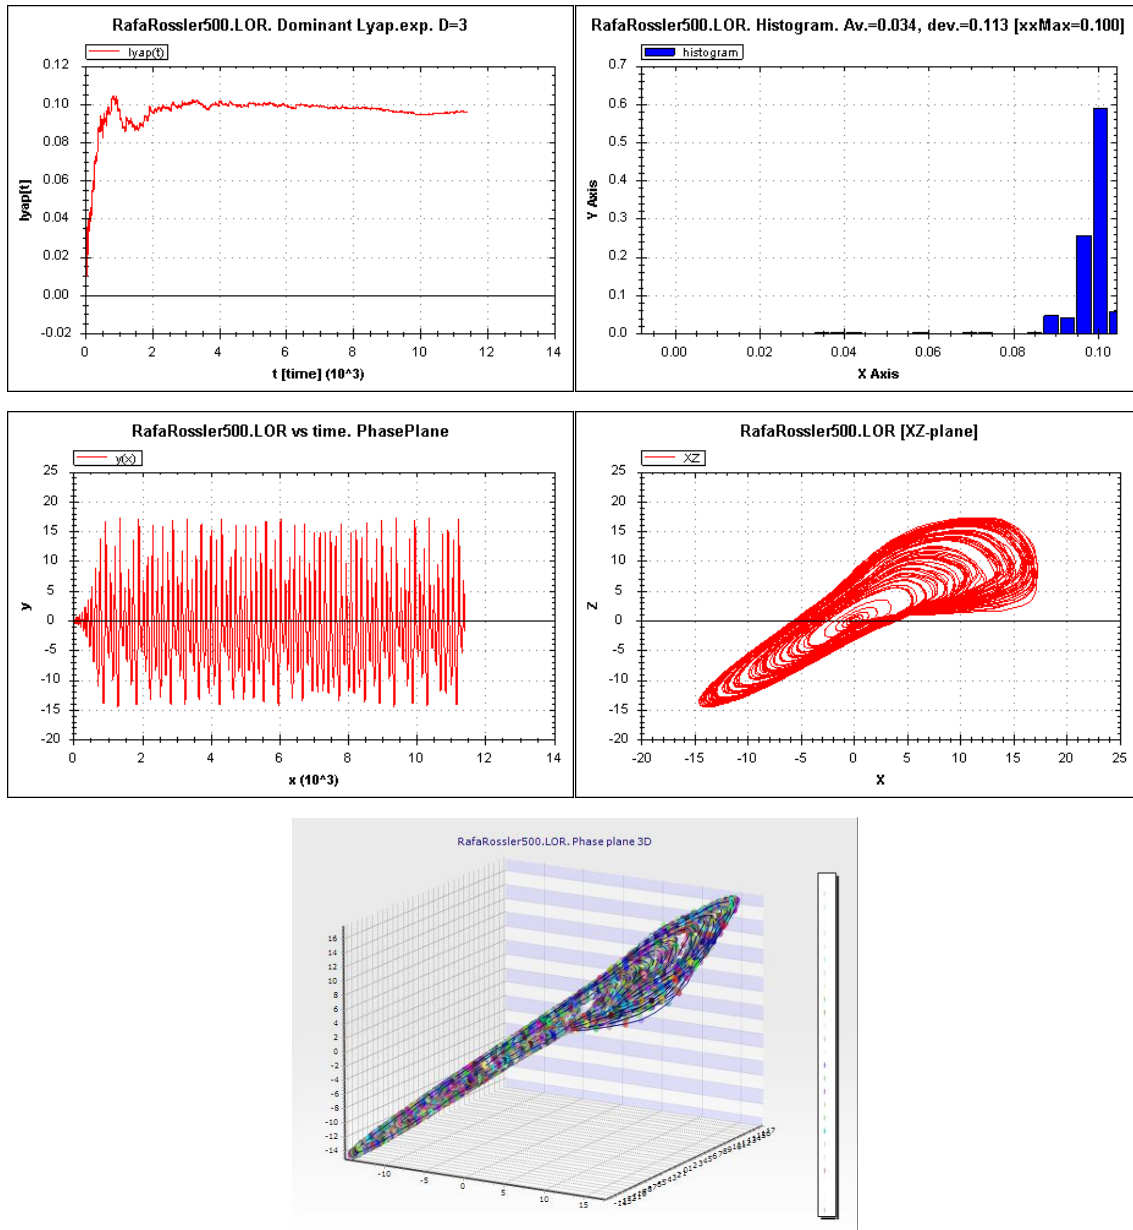 RafaRossler500.LOR. Dominant Lyap.exp. D=3
lyap(t)
0.12
0.10
0.08
0.06
0.04
0.02
0.00
-0.02
lyap[t]
0 2 4 6 8 10 12 14
t [time] (10^3)
RafaRossler500.LOR. Histogram. Av.=0.034, dev.=0.113 [xxMax=0.100]
histogram
0.7
0.6
0.5
0.4
0.3
0.2
0.1
0.0
Y Axis
0.00 0.02 0.04 0.06 0.08 0.10
X Axis
RafaRossler500.LOR vs time. PhasePlane
y(x)
25
20
15
10
5
0
-5
-10
-15
-20
y
0 2 4 6 8 10 12 14
x (10^3)
RafaRossler500.LOR [XZ-plane]
XZ
25
20
15
10
5
0
-5
-10
-15
-20
Z
-20 -15 -10 -5 0 5 10 15 20 25
X
RafaRossler500.LOR. Phase plane 3D
16
14
12
10
8
6
4
2
0
-2
-4
-6
-8
-10
-12
-14
-10 -5 0 5 10 15